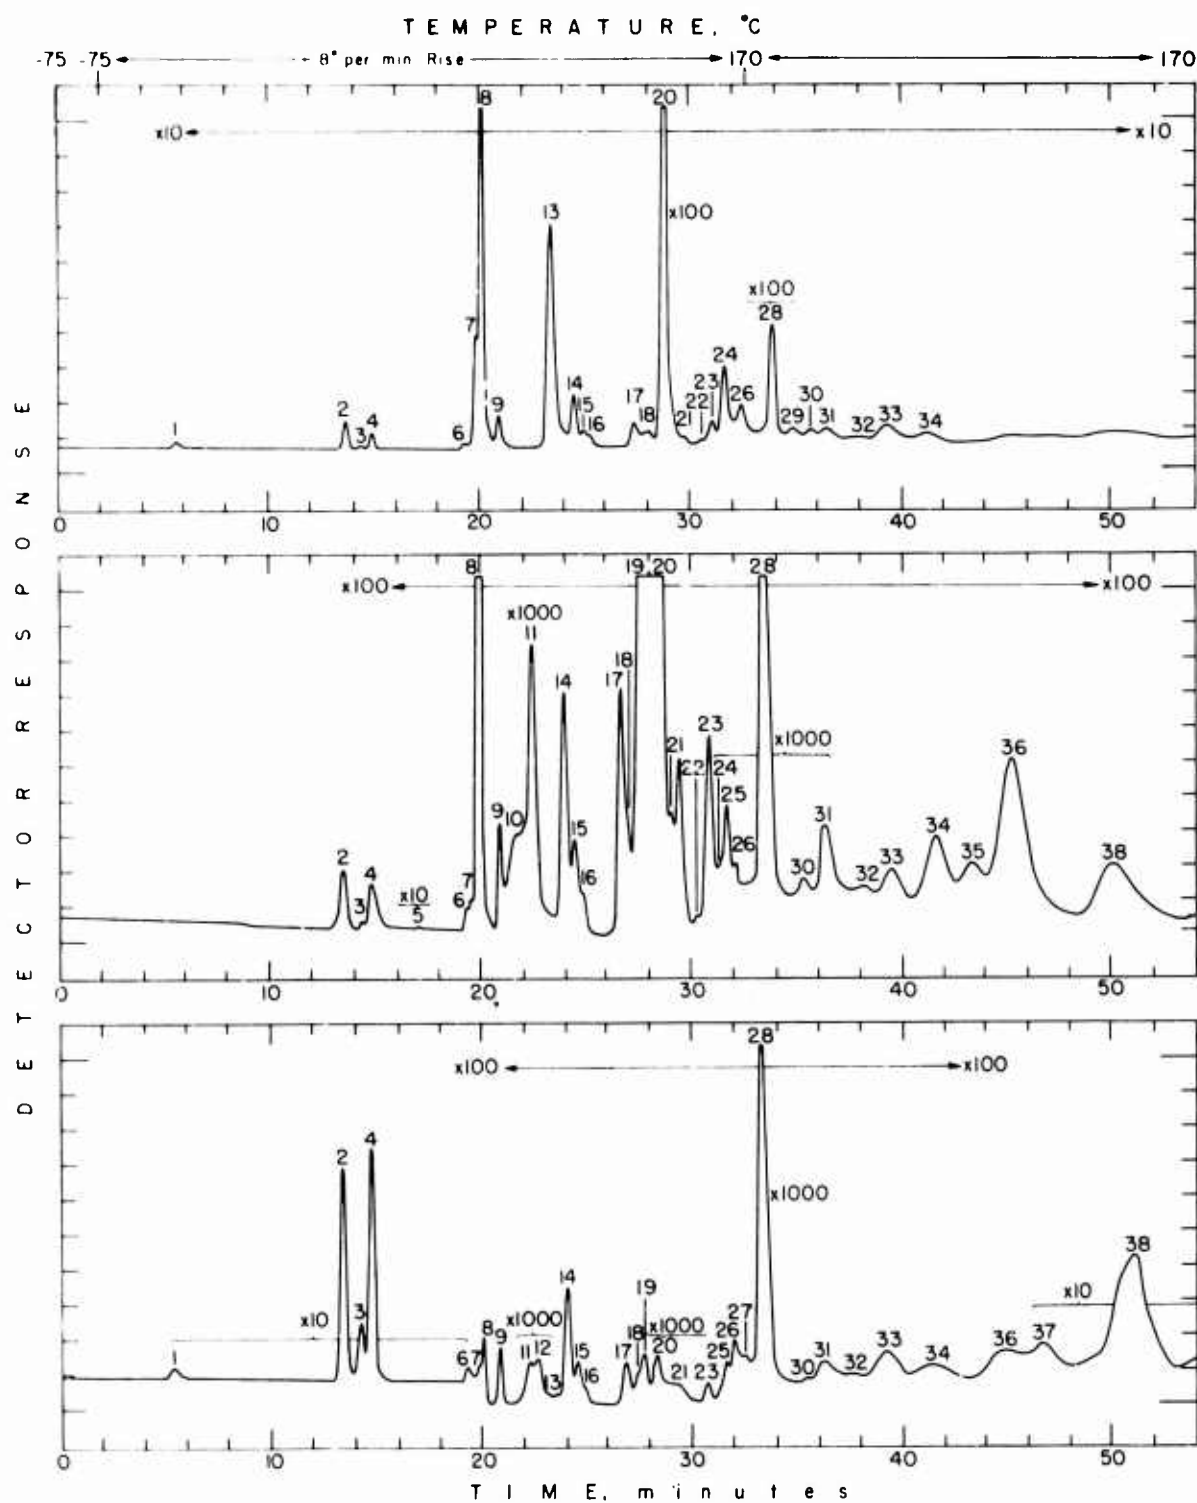 TEMPERATURE, °C
-75 -75 8° per min Rise 170 170
8 20
x10 x10
13 x100
x100
28
7
24
14 23 30
2 4 9 15 17 22 26 29 31 33
1 3 6 16 18 21 32 34
0 10 20 30 40 50
8 19,20 28
x100 x100
x1000
11
18
14 17
23
21 x1000 36
22 24
25
9 10 31 34
15
2 26 35 38
4 7 16 30 32 33
3 x10 6
5
0 10 20 30 40 50
28
x100 x100
4
2
x1000
38
14
19 x10
x10 3 x1000 27
8 9 18 x1000 26
1 6 7 11 12 15 17 20 25 31 33 36 37
13 16 21 23 30 32 34
0 10 20 30 40 50
DETECTOR RESPONSE
TIME, minutes